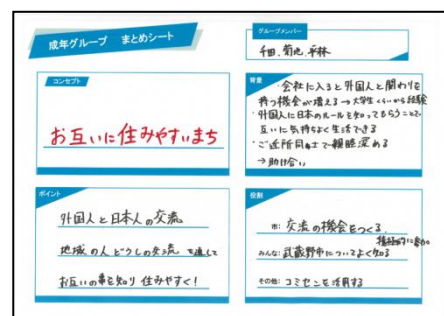 成年グループ まとめシート
グループメンバー
千田、菊池、平林
コンセプト
お互いに住みやすいまち
背景
・会社に入ると外国人と関わりを
持つ機会が増える→大学生くらいから経験
・外国人に日本のルールを知ってもらうことで
互いに気持ちよく生活できる
・ご近所同士で親睦深める
→助け合い
ポイント
外国人と日本人の交流
地域の人どうしの交流を通して
お互いの事を知り住みやすく!
役割
市: 交流の機会をつくる
積極的に参加
みんな: 武蔵野市についてよく知る
その他: コミセンを活用する